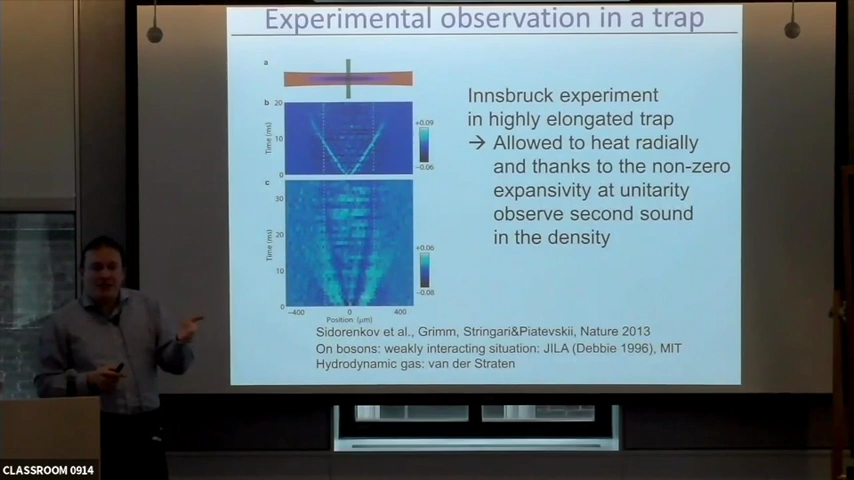 Experimental observation in a trap
a
b
20
10
0
Time (ms)
+0.09
−0.06
c
30
20
10
0
Time (ms)
+0.06
−0.08
−400
0
400
Position (μm)
Innsbruck experiment
in highly elongated trap
→ Allowed to heat radially
and thanks to the non-zero
expansivity at unitarity
observe second sound
in the density
Sidorenkov et al., Grimm, Stringari&Piatevskii, Nature 2013
On bosons: weakly interacting situation: JILA (Debbie 1996), MIT
Hydrodynamic gas: van der Straten
CLASSROOM 0914